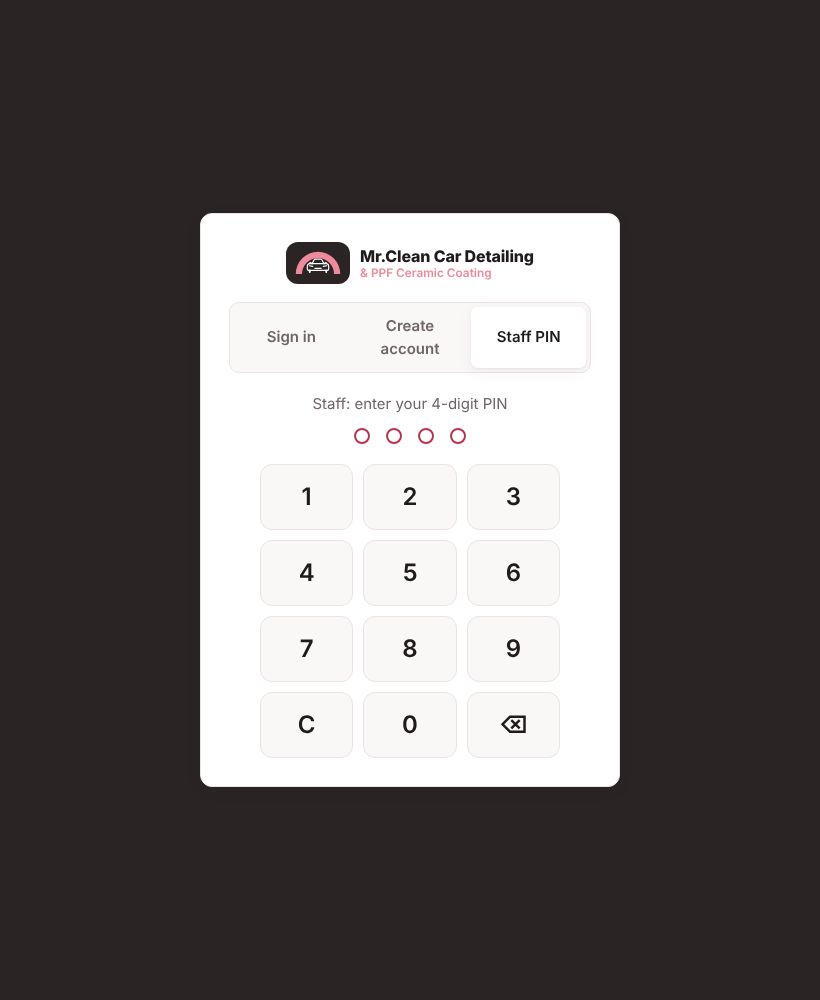 Mr.Clean Car Detailing
& PPF Ceramic Coating
Sign in
Create
account
Staff PIN
Staff: enter your 4-digit PIN
1 2 3
4 5 6
7 8 9
C 0